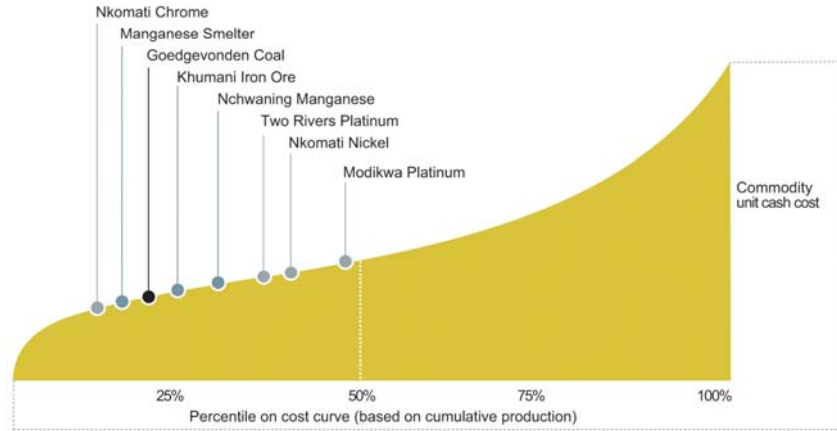 Nkomati Chrome
Manganese Smelter
Goedgevonden Coal
Khumani Iron Ore
Nchwaning Manganese
Two Rivers Platinum
Nkomati Nickel
Modikwa Platinum
Commodity
unit cash cost
25%
50%
75%
100%
Percentile on cost curve (based on cumulative production)